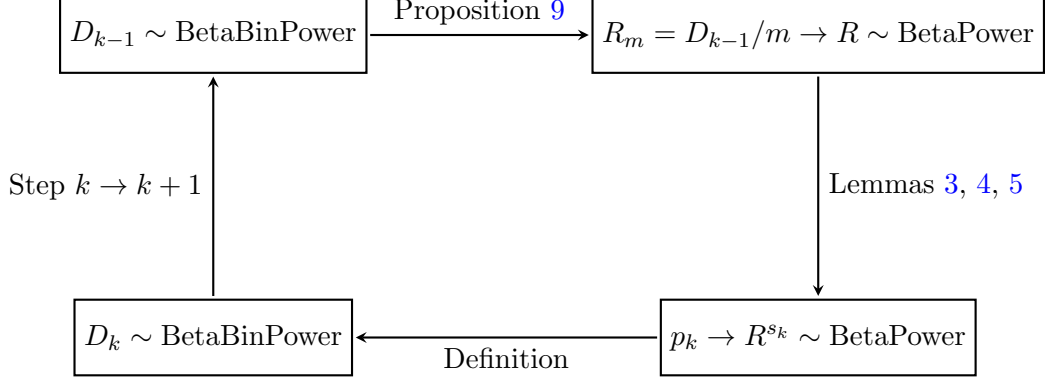 Proposition 9
D_{k−1} ∼ BetaBinPower
R_m = D_{k−1}/m → R ∼ BetaPower
Step k → k + 1
Lemmas 3, 4, 5
D_k ∼ BetaBinPower
p_k → R^{s_k} ∼ BetaPower
Definition